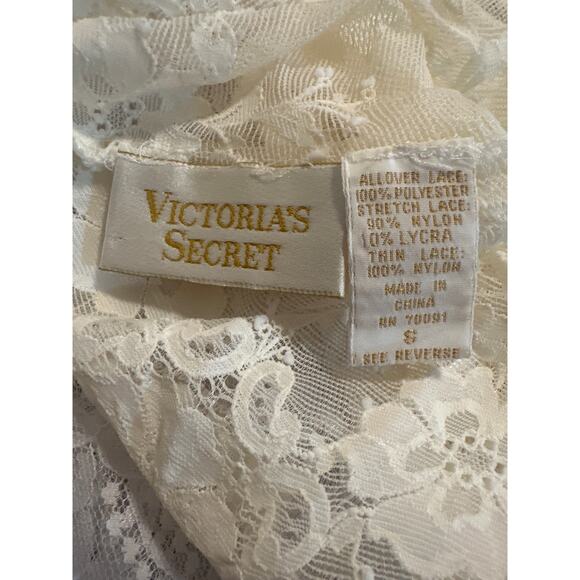 VICTORIA'S
SECRET
ALLOVER LACE:
100% POLYESTER
STRETCH LACE:
90% NYLON
10% LYCRA
THIN LACE:
100% NYLON
MADE IN
CHINA
RN 70091
S
SEE REVERSE